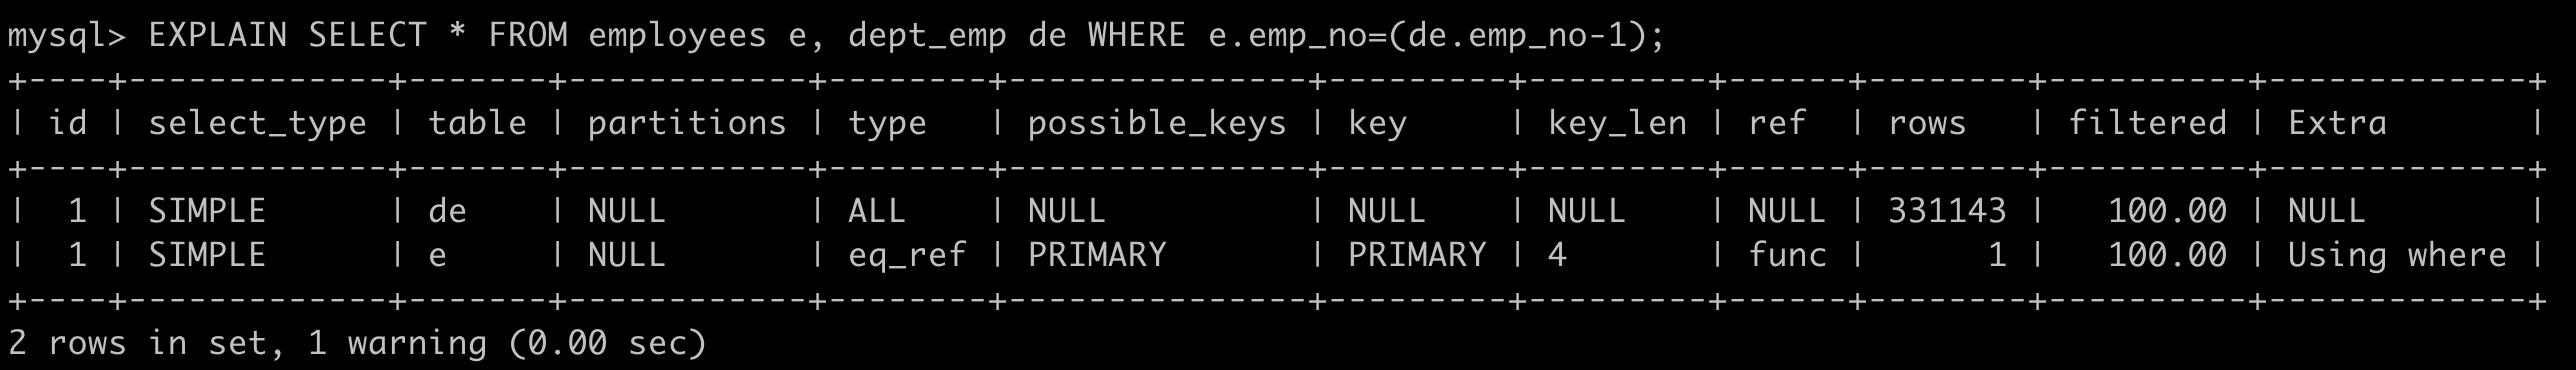 mysql> EXPLAIN SELECT * FROM employees e, dept_emp de WHERE e.emp_no=(de.emp_no-1);
+----+-------------+-------+------------+--------+---------------+---------+---------+------+--------+----------+-------------+
| id | select_type | table | partitions | type   | possible_keys | key     | key_len | ref  | rows   | filtered | Extra       |
+----+-------------+-------+------------+--------+---------------+---------+---------+------+--------+----------+-------------+
|  1 | SIMPLE      | de    | NULL       | ALL    | NULL          | NULL    | NULL    | NULL | 331143 |   100.00 | NULL        |
|  1 | SIMPLE      | e     | NULL       | eq_ref | PRIMARY       | PRIMARY | 4       | func |      1 |   100.00 | Using where |
+----+-------------+-------+------------+--------+---------------+---------+---------+------+--------+----------+-------------+
2 rows in set, 1 warning (0.00 sec)